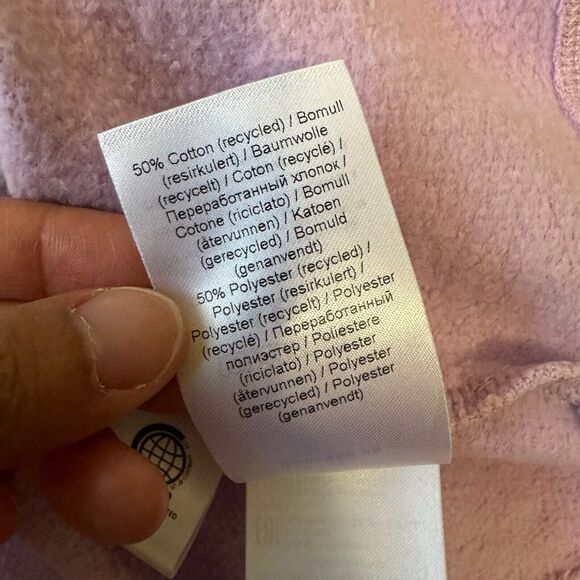 50% Cotton (recycled) / Bomull
(resirkulert) / Baumwolle
(recycelt) / Coton (recyclé) /
Переработанный хлопок /
Cotone (riciclato) / Bomull
(återvunnen) / Katoen
(gerecycled) / Bomuld
(genanvendt)
50% Polyester (recycled) /
Polyester (resirkulert) /
Polyester (recycelt) / Polyester
(recyclé) / Переработанный
полиэстер / Poliestere
(riciclato) / Polyester
(återvunnen) / Polyester
(gerecycled) / Polyester
(genanvendt)